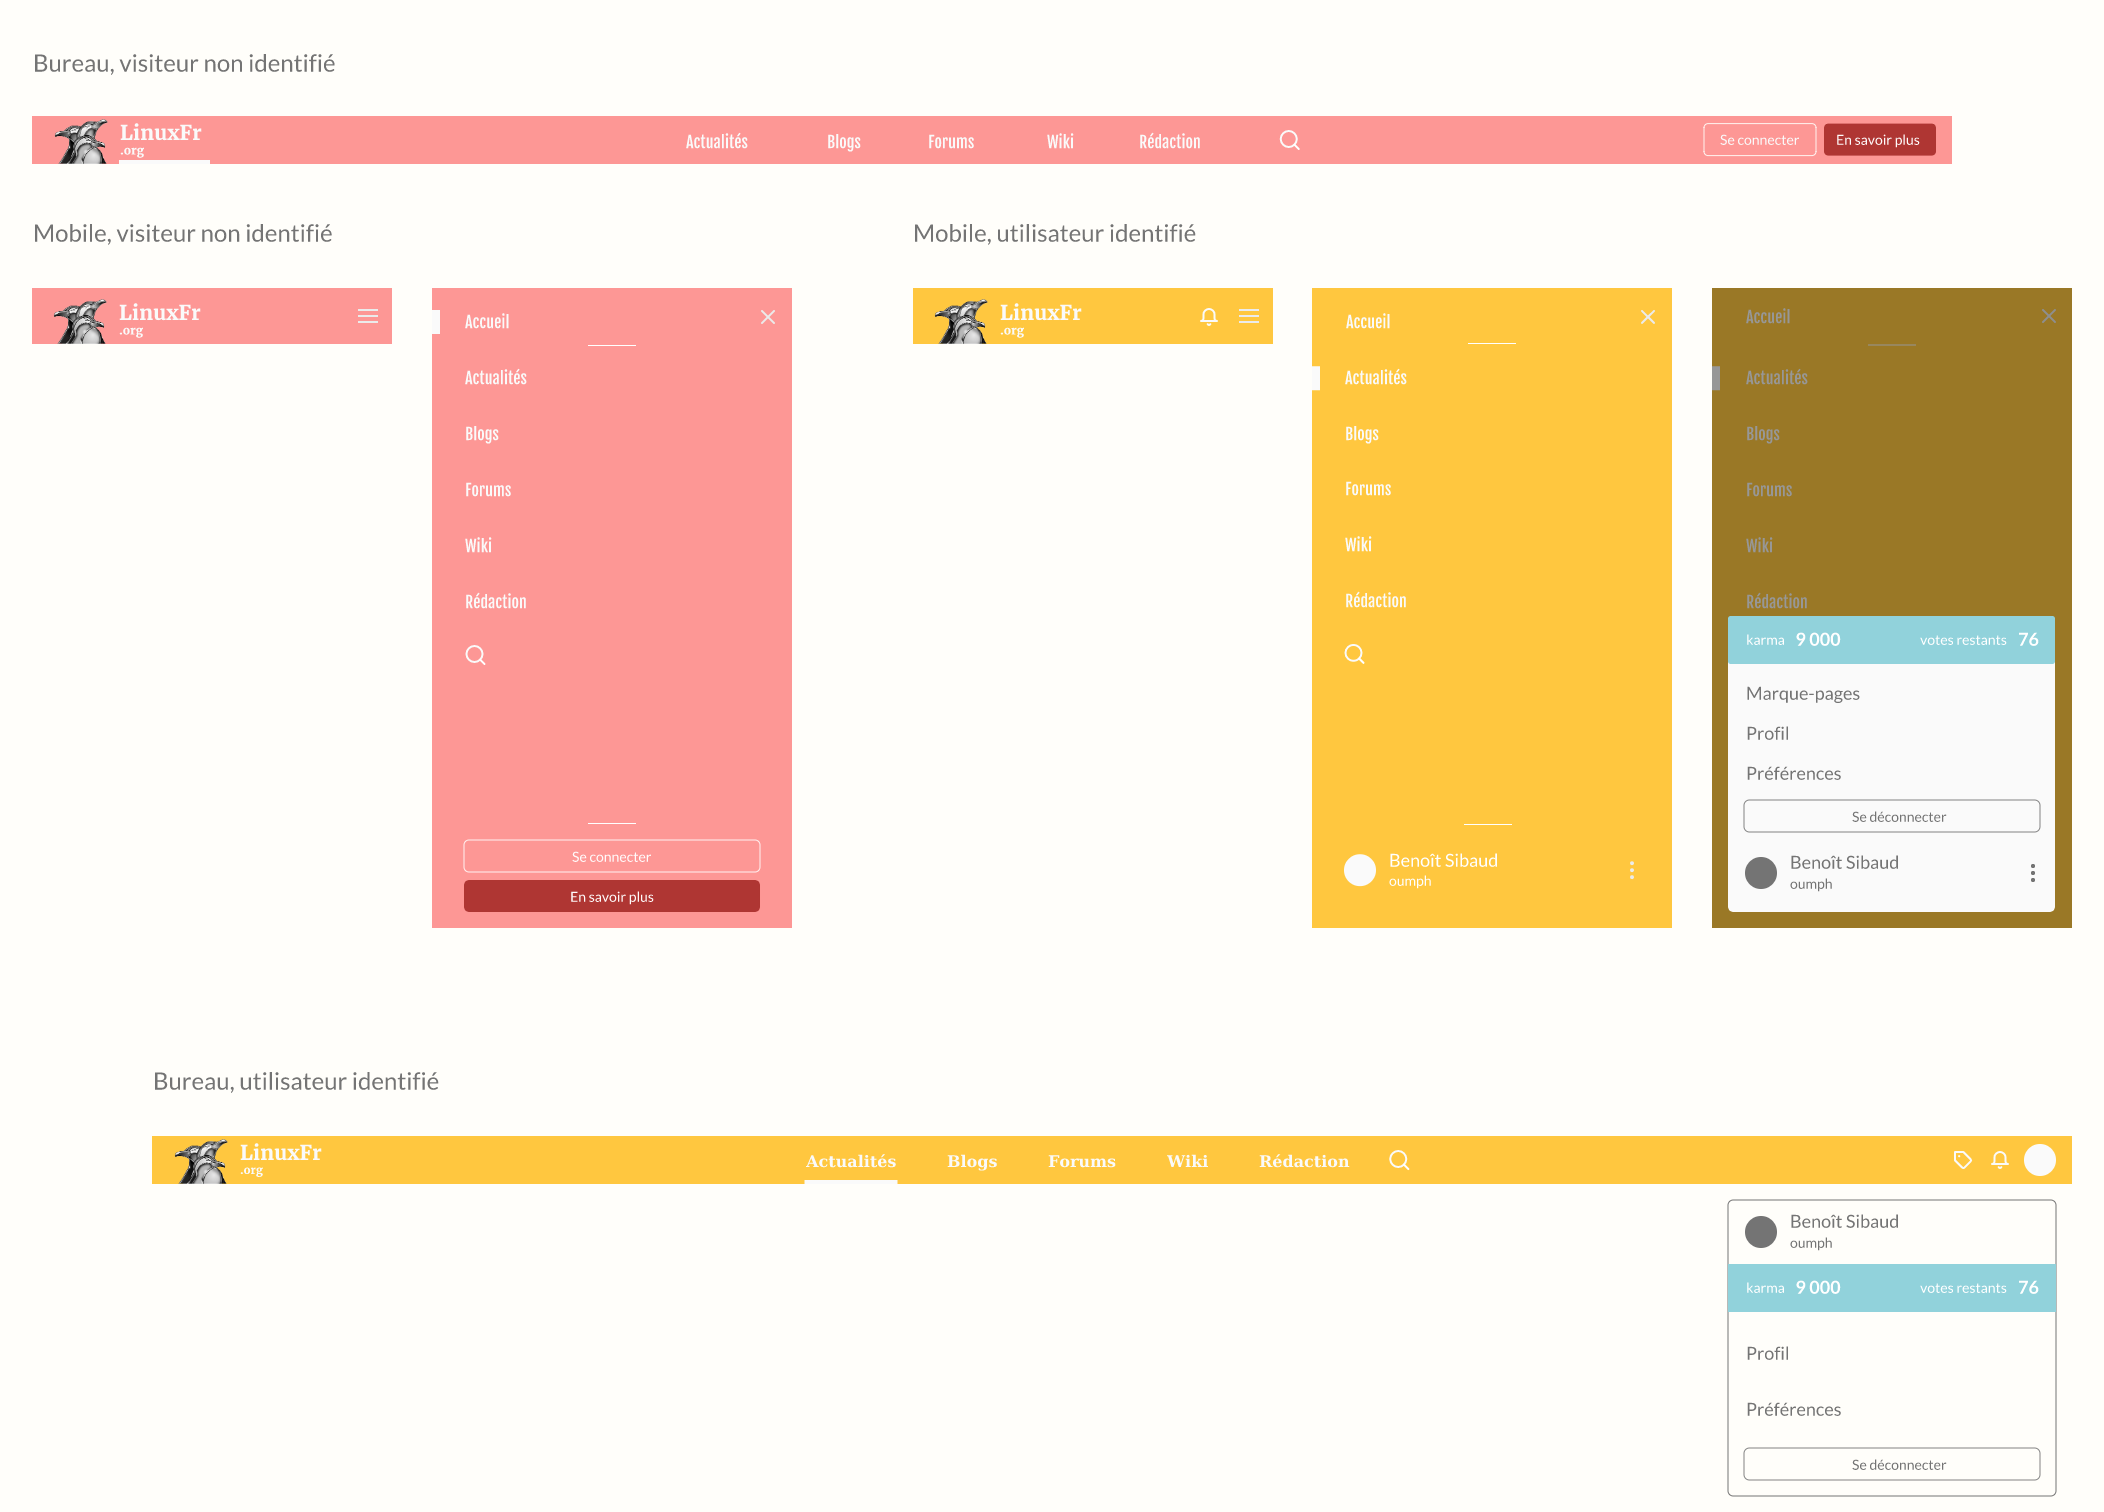 Bureau, visiteur non identifié
LinuxFr
.org
Actualités Blogs Forums Wiki Rédaction
Se connecter En savoir plus
Mobile, visiteur non identifié
LinuxFr
.org
Accueil
Actualités
Blogs
Forums
Wiki
Rédaction
Se connecter
En savoir plus
Mobile, utilisateur identifié
LinuxFr
.org
Accueil
Actualités
Blogs
Forums
Wiki
Rédaction
Benoît Sibaud
oumph
Accueil
Actualités
Blogs
Forums
Wiki
Rédaction
karma 9 000 votes restants 76
Marque-pages
Profil
Préférences
Se déconnecter
Benoît Sibaud
oumph
Bureau, utilisateur identifié
LinuxFr
.org
Actualités Blogs Forums Wiki Rédaction
Benoît Sibaud
oumph
karma 9 000 votes restants 76
Profil
Préférences
Se déconnecter